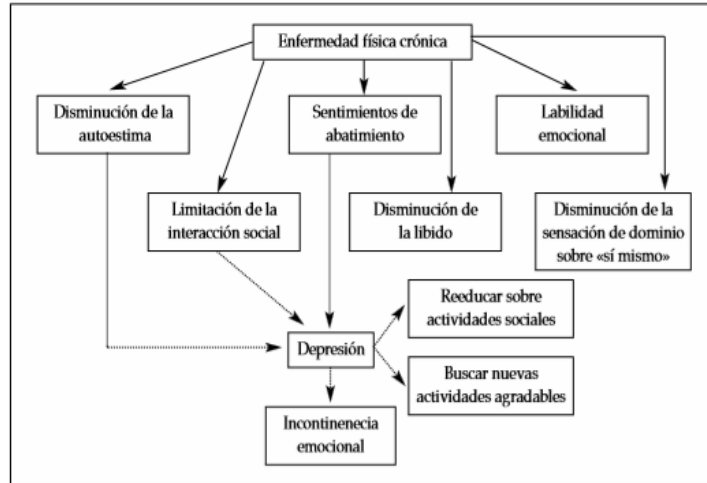 Enfermedad física crónica
Disminución de la
autoestima
Sentimientos de
abatimiento
Labilidad
emocional
Limitación de la
interacción social
Disminución de
la libido
Disminución de la
sensación de dominio
sobre «sí mismo»
Reeducar sobre
actividades sociales
Depresión
Buscar nuevas
actividades agradables
Incontinenecia
emocional